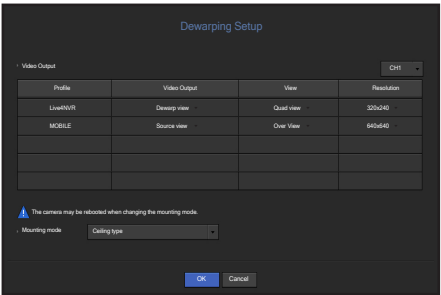 Dewarping Setup
Video Output
CH1
Profile Video Output View Resolution
Live4NVR Dewarp view Quad view 320x240
MOBILE Source view Over View 640x640
The camera may be rebooted when changing the mounting mode.
Mounting mode Ceiling type
OK Cancel